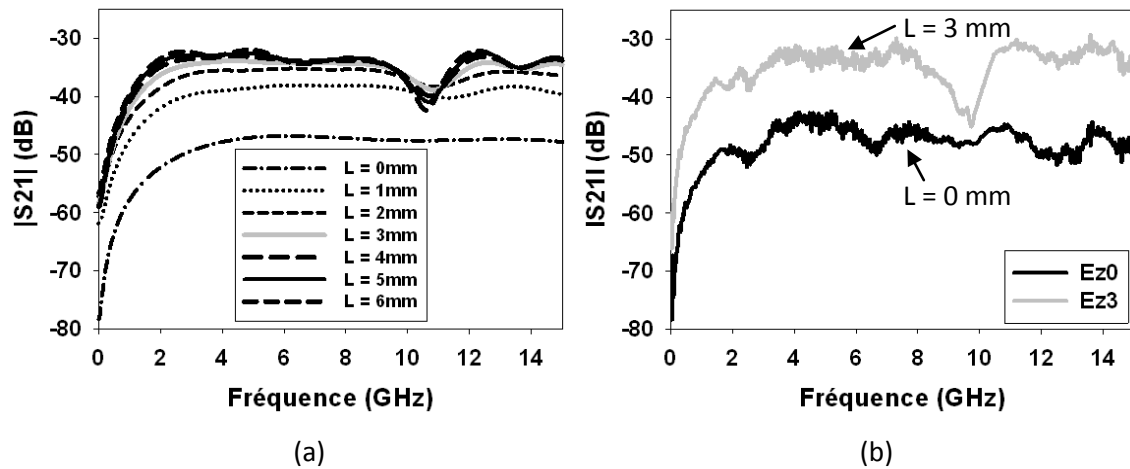 -30
-40
-50
-60
-70
-80
|S21| (dB)
L = 0mm
L = 1mm
L = 2mm
L = 3mm
L = 4mm
L = 5mm
L = 6mm
0 2 4 6 8 10 12 14
Fréquence (GHz)
(a)
-30
-40
-50
-60
-70
-80
IS21I (dB)
L = 3 mm
L = 0 mm
Ez0
Ez3
0 2 4 6 8 10 12 14
Fréquence (GHz)
(b)